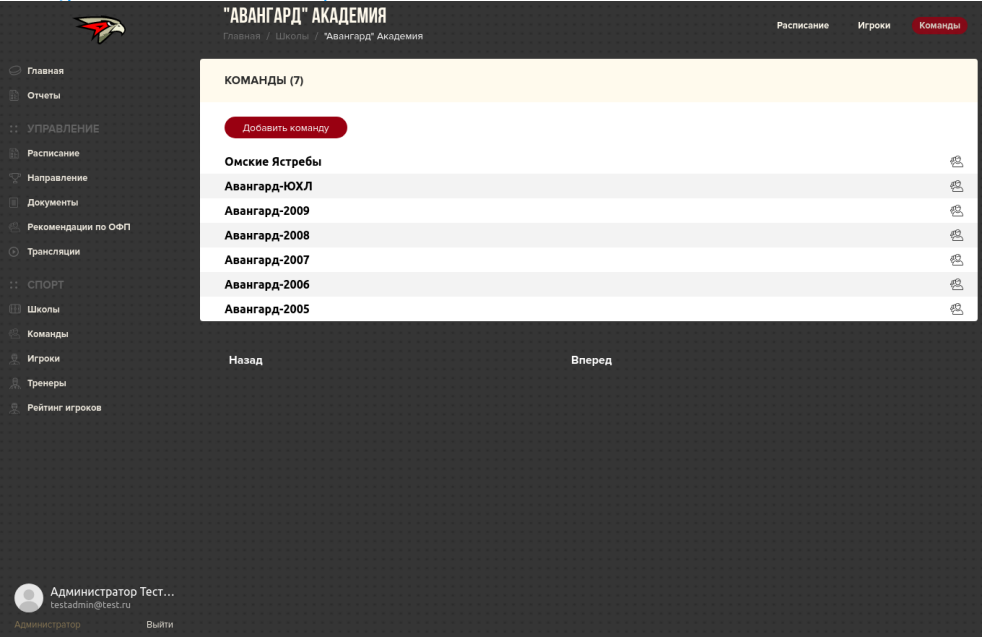 "АВАНГАРД" АКАДЕМИЯ
Главная / Школы / "Авангард" Академия
Расписание Игроки Команды
Главная
Отчеты
УПРАВЛЕНИЕ
Расписание
Направление
Документы
Рекомендации по ОФП
Трансляции
СПОРТ
Школы
Команды
Игроки
Тренеры
Рейтинг игроков
КОМАНДЫ (7)
Добавить команду
Омские Ястребы
Авангард-ЮХЛ
Авангард-2009
Авангард-2008
Авангард-2007
Авангард-2006
Авангард-2005
Назад Вперед
Администратор Тест...
testadmin@test.ru
Администратор Выйти